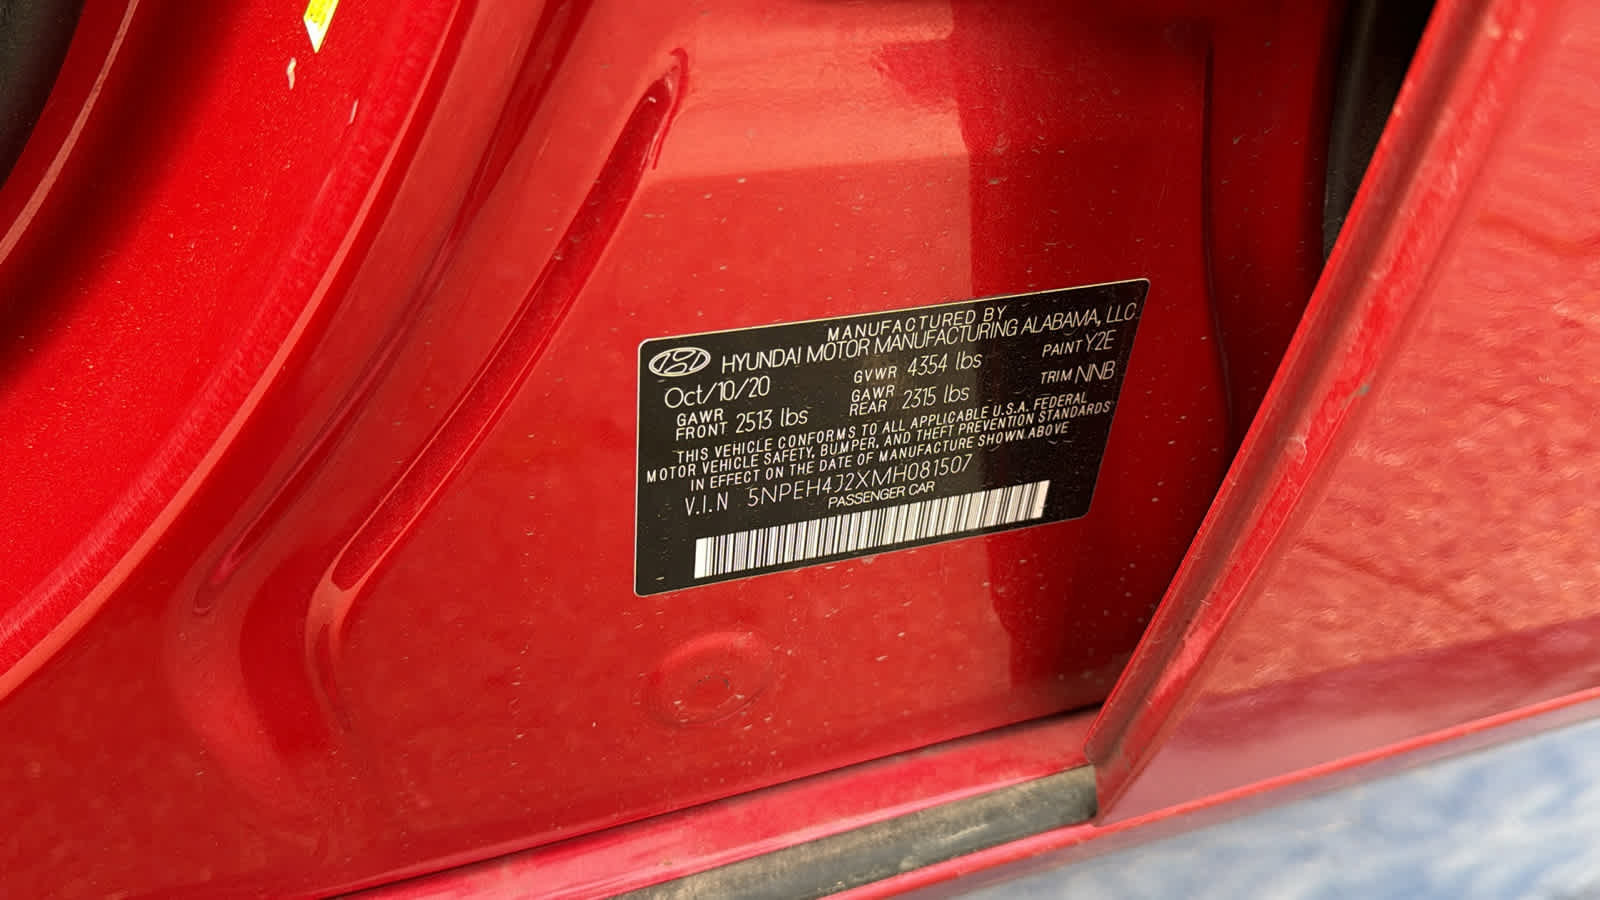 MANUFACTURED BY
HYUNDAI MOTOR MANUFACTURING ALABAMA, LLC
Oct/10/20 GVWR 4354 lbs PAINT Y2E
GAWR FRONT 2513 lbs GAWR REAR 2315 lbs TRIM NNB
THIS VEHICLE CONFORMS TO ALL APPLICABLE U.S.A. FEDERAL
MOTOR VEHICLE SAFETY, BUMPER, AND THEFT PREVENTION STANDARDS
IN EFFECT ON THE DATE OF MANUFACTURE SHOWN ABOVE
V.I.N 5NPEH4J2XMH081507
PASSENGER CAR